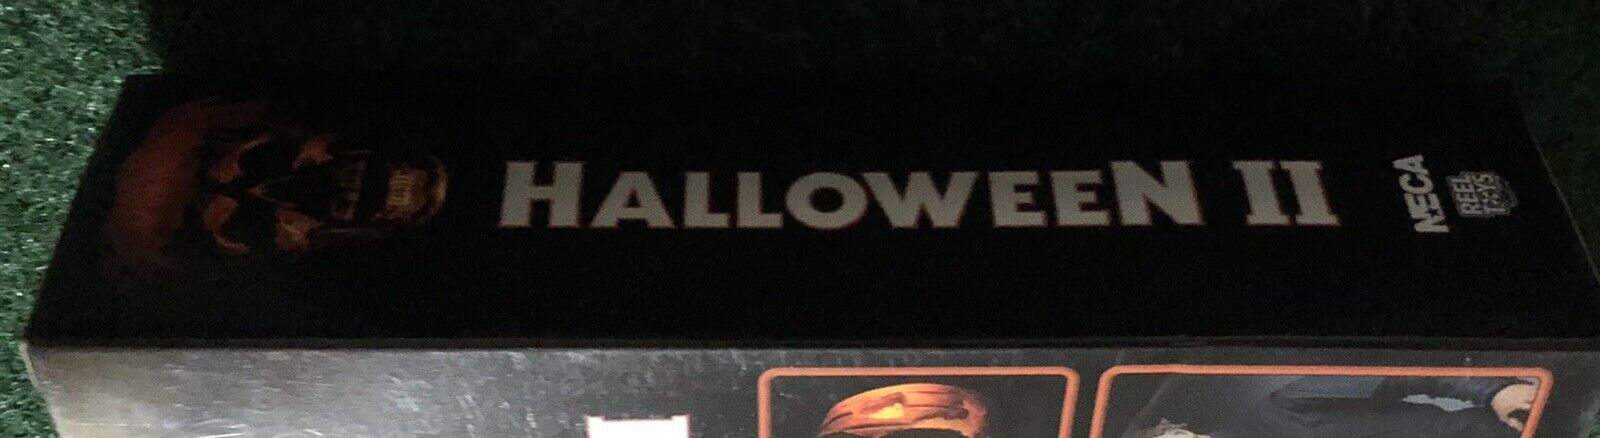 HALLOWEEN II
NECA
REEL
TOYS